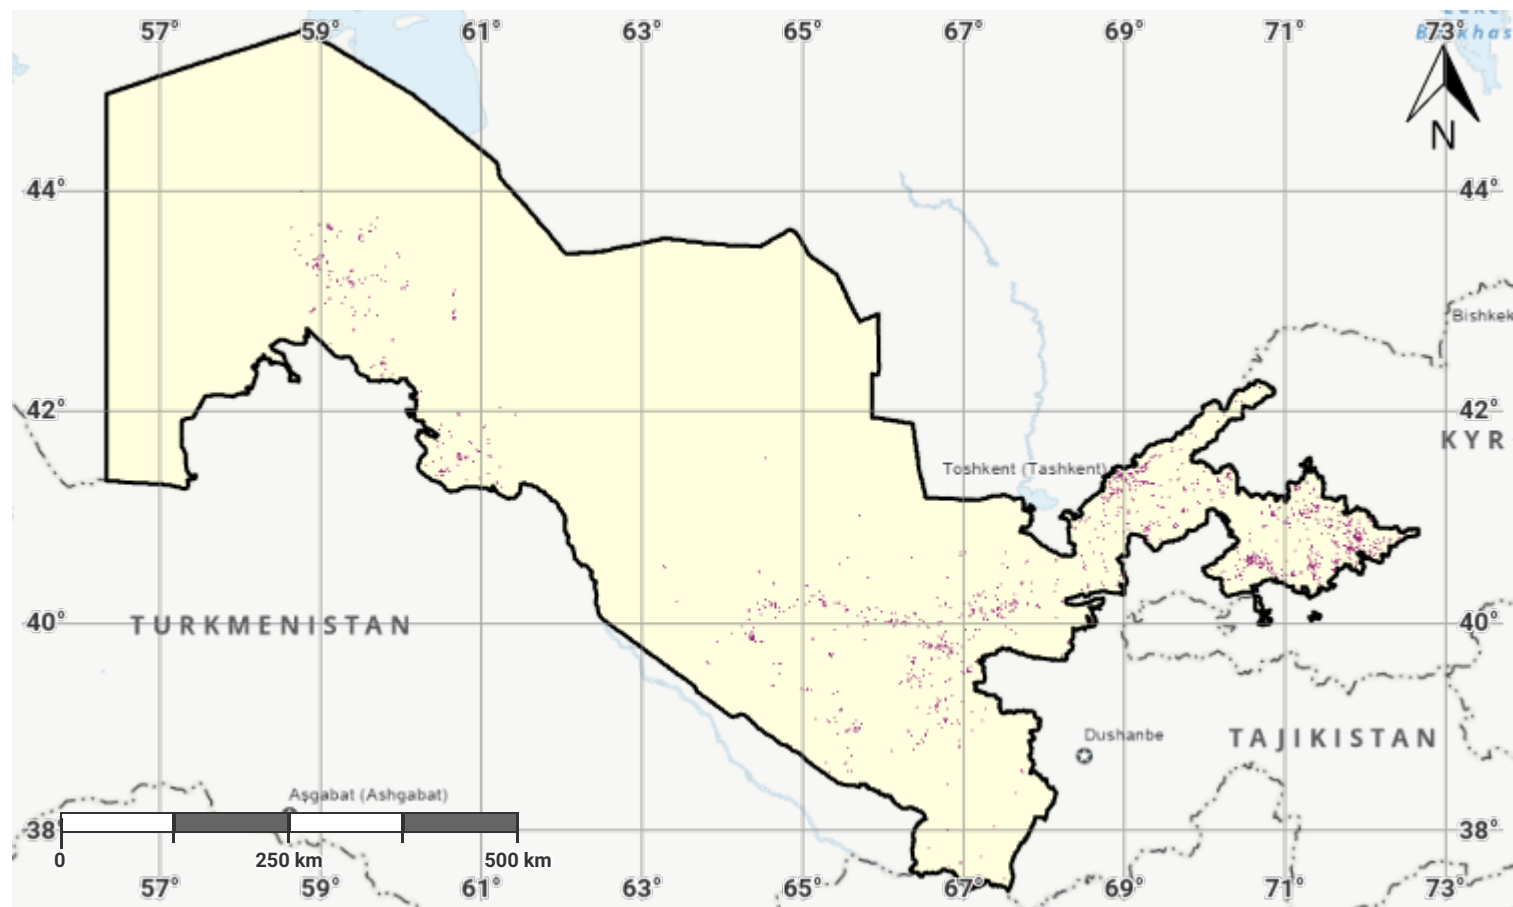 57° 59° 61° 63° 65° 67° 69° 71° 73°
N
44° 44°
Bishkek
42° 42°
KYR
Toshkent (Tashkent)
40° 40°
TURKMENISTAN
Dushanbe
TAJIKISTAN
Aşgabat (Ashgabat)
38° 38°
0 250 km 500 km
57° 59° 61° 63° 65° 67° 69° 71° 73°